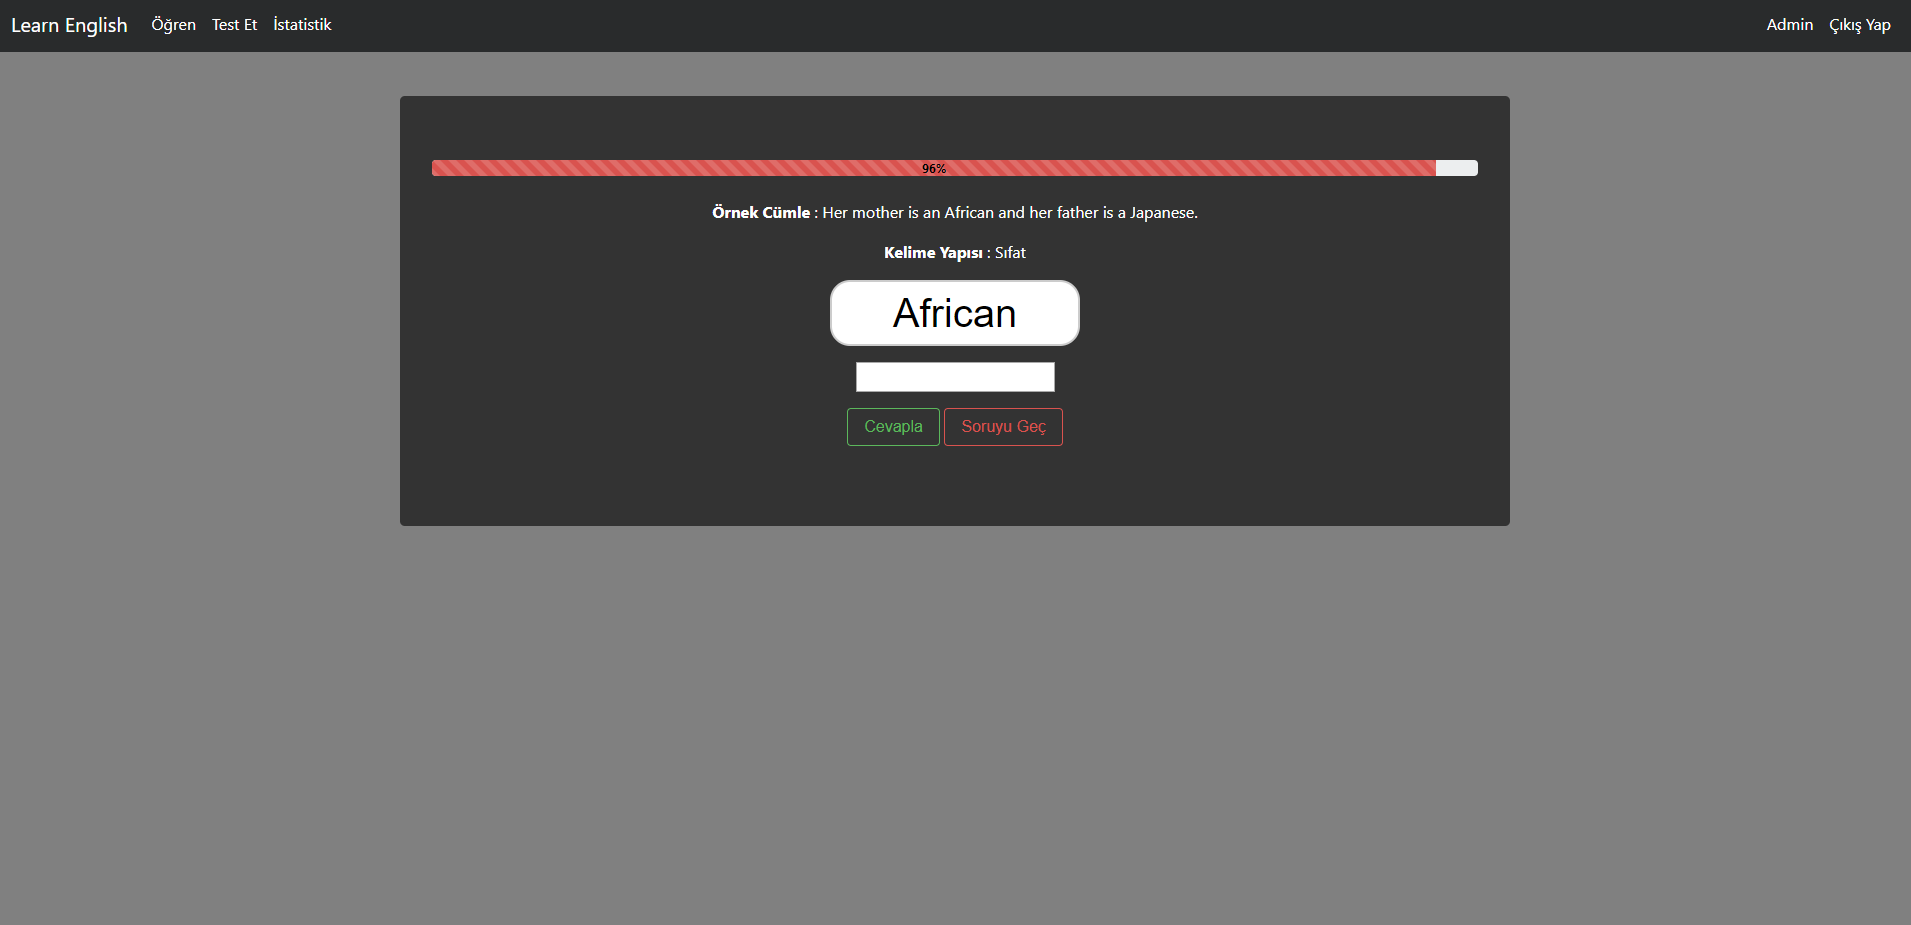 Learn English Öğren Test Et İstatistik Admin Çıkış Yap
96%
Örnek Cümle : Her mother is an African and her father is a Japanese.
Kelime Yapısı : Sıfat
African
Cevapla Soruyu Geç